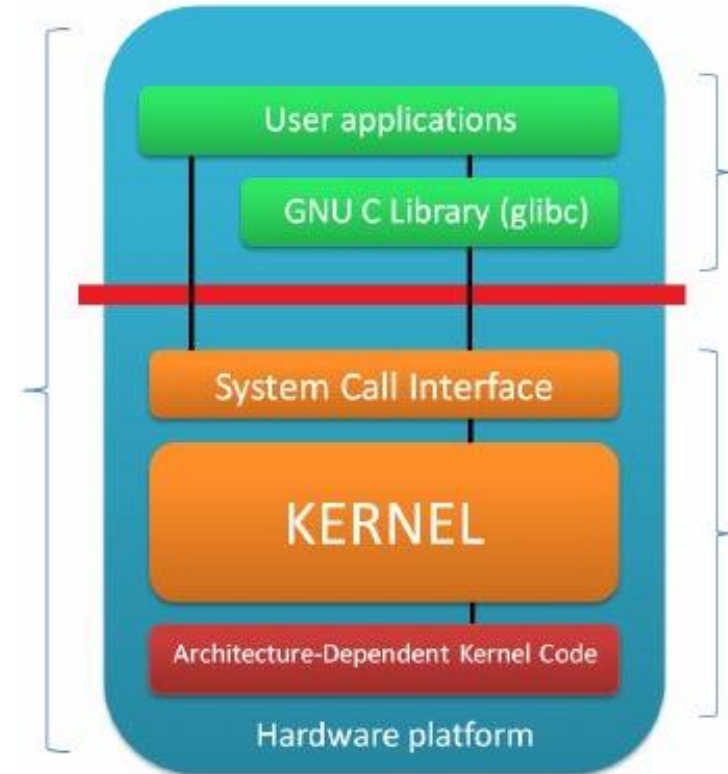 User applications
GNU C Library (glibc)
System Call Interface
KERNEL
Architecture-Dependent Kernel Code
Hardware platform